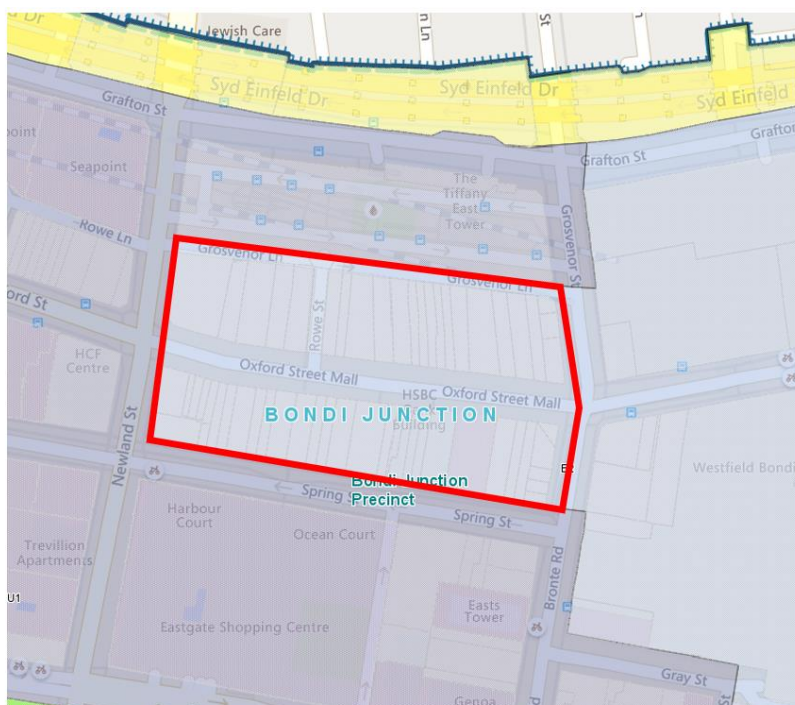 Jewish Care
St
Syd Einfeld Dr
Syd Einfeld Dr
Grafton St
Grafton St
Seapoint
The
Tiffany
East
Tower
Grosvenor St
Rowe Ln
Grosvenor Ln
Grosvenor Ln
Rowe St
ord St
HCF
Centre
Oxford Street Mall
HSBC
Building
Oxford Street Mall
BONDI JUNCTION
Newland St
Bondi Junction
Precinct
Westfield Bondi
Spring St
Spring St
Harbour
Court
Ocean Court
Trevillion
Apartments
Bronte Rd
U1
Easts
Tower
Eastgate Shopping Centre
Gray St
Genoa